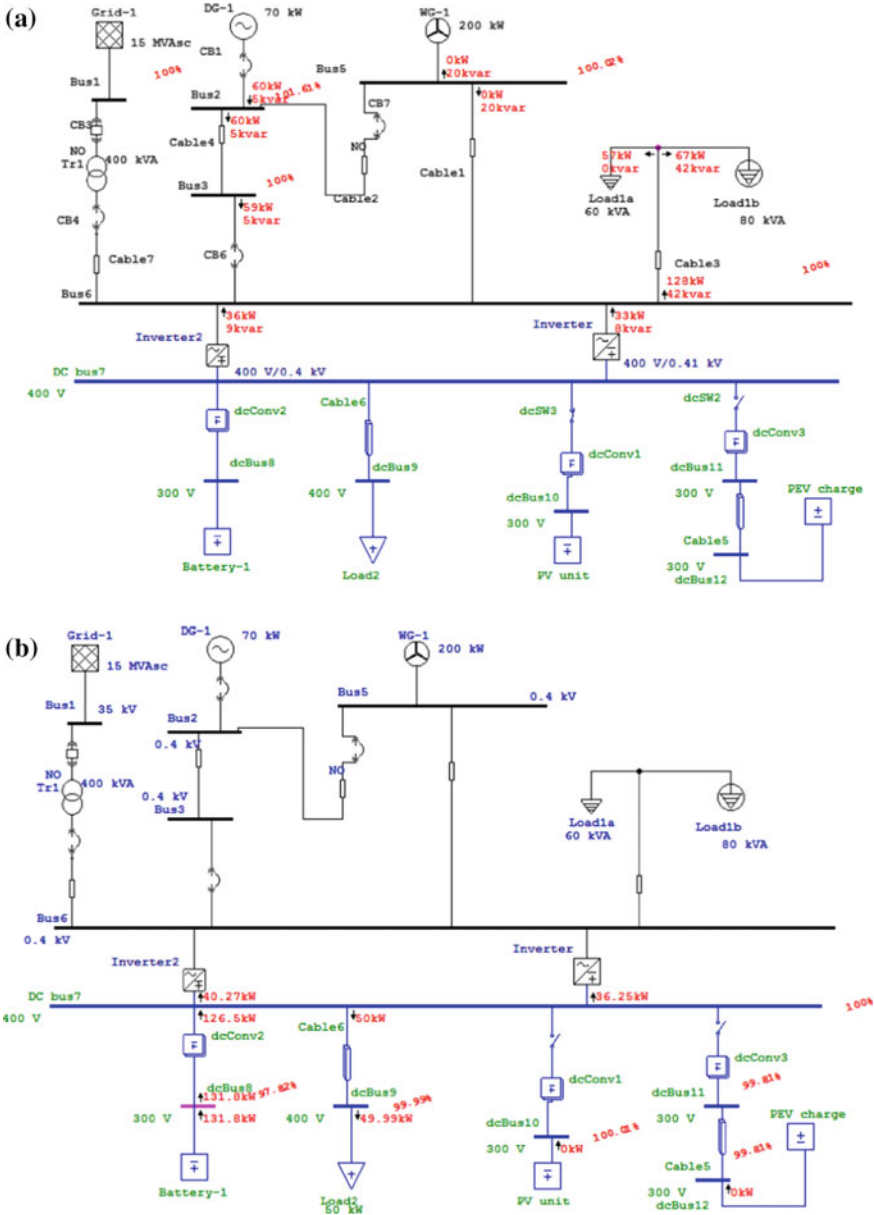 (a)
Grid-1
15 MVAsc
DG-1
70 kW
WG-1
200 kW
CB1
0kW
20kvar
100.02%
Bus1
100%
Bus2
60kW
5kvar
101.61%
Bus5
0kW
20kvar
CB7
60kW
5kvar
Cable4
CB3
NO
Tr1
400 kVA
NO
Cable1
57kW
0kvar
67kW
42kvar
Bus3
100%
Cable2
Load1a
60 kVA
Load1b
80 kVA
59kW
5kvar
CB4
Cable7
CB6
Cable3
100%
Bus6
128kW
42kvar
36kW
9kvar
33kW
8kvar
Inverter2
Inverter
DC bus7
400 V/0.4 kV
400 V/0.41 kV
400 V
Cable6
dcSW3
dcSW2
dcConv2
dcConv3
dcBus8
dcBus9
dcConv1
dcBus11
300 V
400 V
dcBus10
300 V
300 V
PEV charge
Cable5
Battery-1
Load2
PV unit
300 V
dcBus12
(b)
Grid-1
15 MVAsc
DG-1
70 kW
WG-1
200 kW
Bus1
35 kV
Bus2
0.4 kV
Bus5
0.4 kV
NO
Tr1
400 kVA
0.4 kV
Bus3
NO
Load1a
60 kVA
Load1b
80 kVA
Bus6
0.4 kV
Inverter2
Inverter
DC bus7
40.27kW
36.25kW
100%
400 V
126.5kW
50kW
Cable6
dcConv2
dcConv3
dcBus8
97.82%
131.8kW
dcBus9
99.99%
dcConv1
dcBus11
99.81%
300 V
131.8kW
400 V
49.99kW
dcBus10
100.01%
300 V
PEV charge
300 V
0kW
Cable5
99.81%
Battery-1
Load2
50 kW
PV unit
300 V
0kW
dcBus12